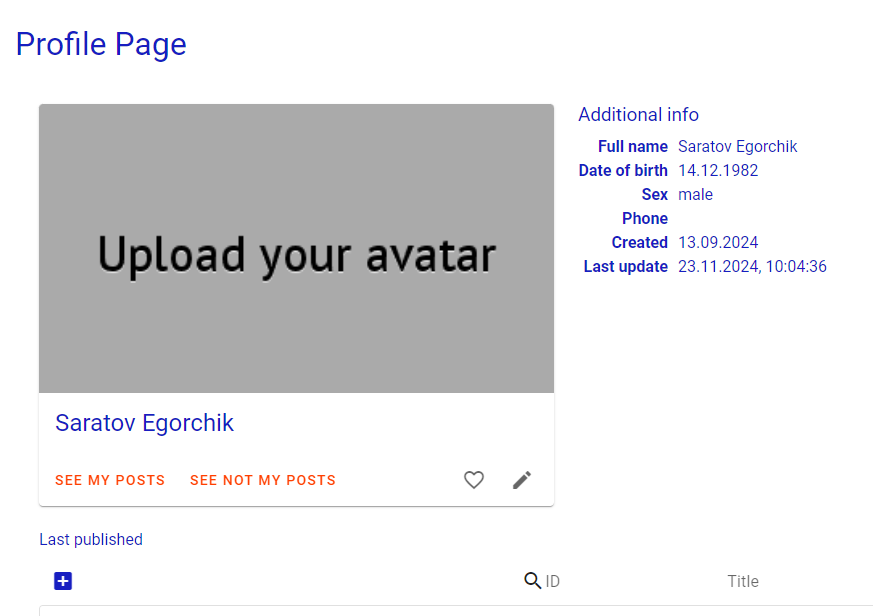 Profile Page
Upload your avatar
Saratov Egorchik
SEE MY POSTS SEE NOT MY POSTS
Additional info
Full name Saratov Egorchik
Date of birth 14.12.1982
Sex male
Phone
Created 13.09.2024
Last update 23.11.2024, 10:04:36
Last published
ID Title